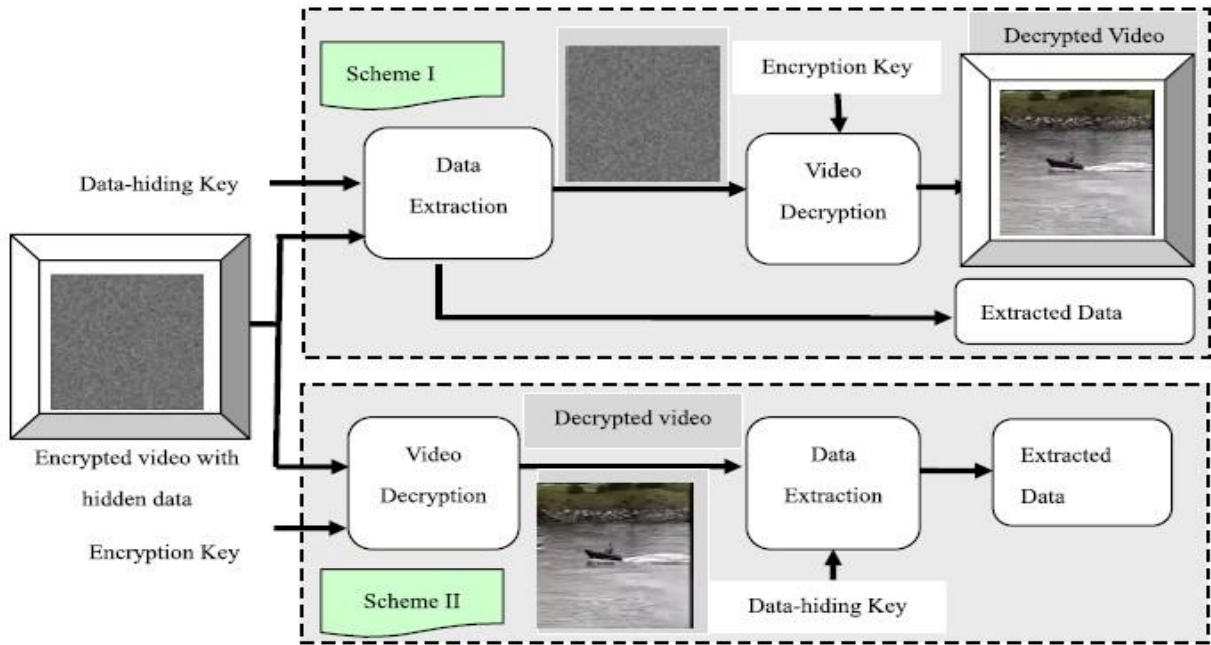 Decrypted Video
Scheme I
Encryption Key
Data
Extraction
Video
Decryption
Data-hiding Key
Extracted Data
Encrypted video with
hidden data
Encryption Key
Video
Decryption
Decrypted video
Data
Extraction
Extracted
Data
Scheme II
Data-hiding Key